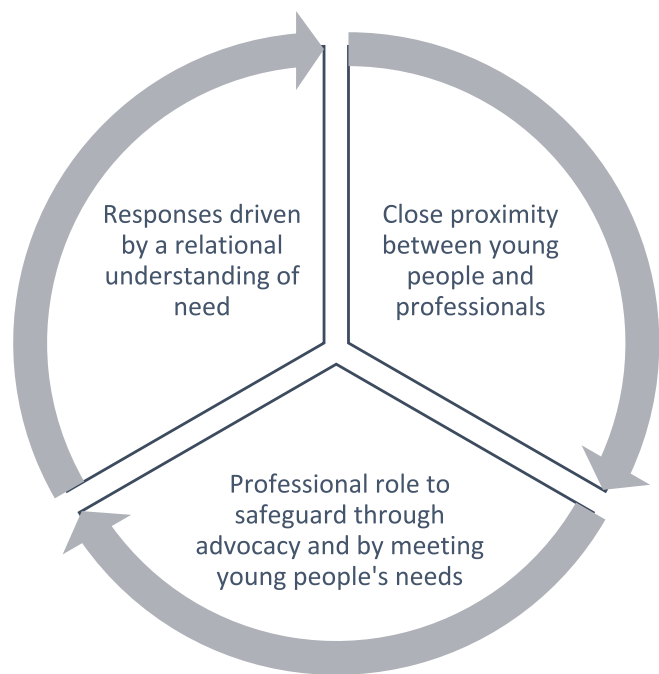 Responses driven
by a relational
understanding of
need
Close proximity
between young
people and
professionals
Professional role to
safeguard through
advocacy and by meeting
young people's needs